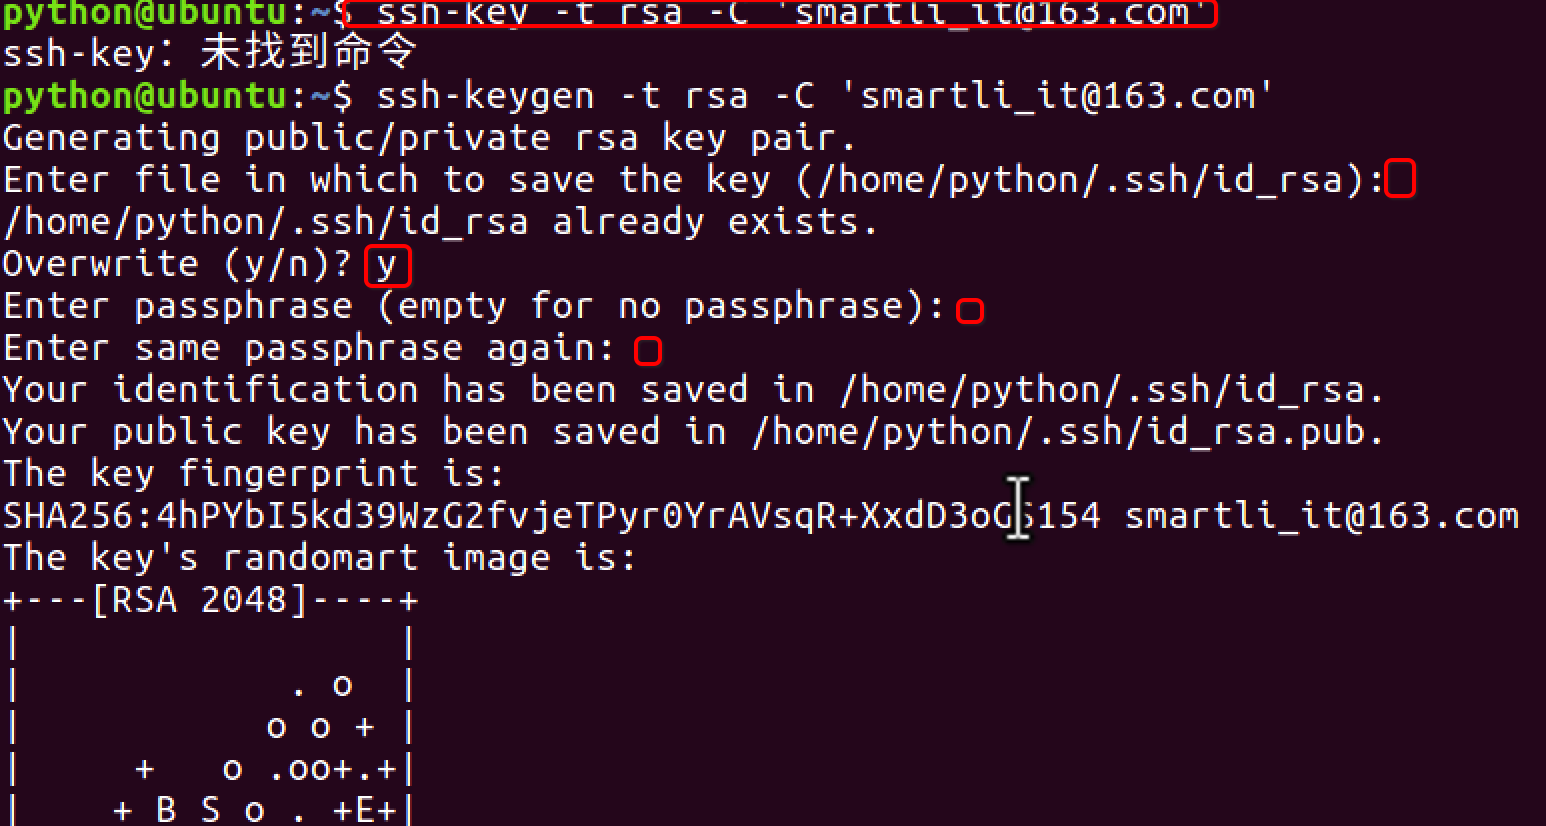 python@ubuntu:~$ ssh-key -t rsa -C 'smartli_it@163.com'
ssh-key: 未找到命令
python@ubuntu:~$ ssh-keygen -t rsa -C 'smartli_it@163.com'
Generating public/private rsa key pair.
Enter file in which to save the key (/home/python/.ssh/id_rsa):
/home/python/.ssh/id_rsa already exists.
Overwrite (y/n)? y
Enter passphrase (empty for no passphrase):
Enter same passphrase again:
Your identification has been saved in /home/python/.ssh/id_rsa.
Your public key has been saved in /home/python/.ssh/id_rsa.pub.
The key fingerprint is:
smartli_it@163.com
The key's randomart image is:
+---[RSA 2048]----+
|                 |
|            . o  |
|           o o + |
|     +   o .oo+.+|
|    + B S o . +E+|